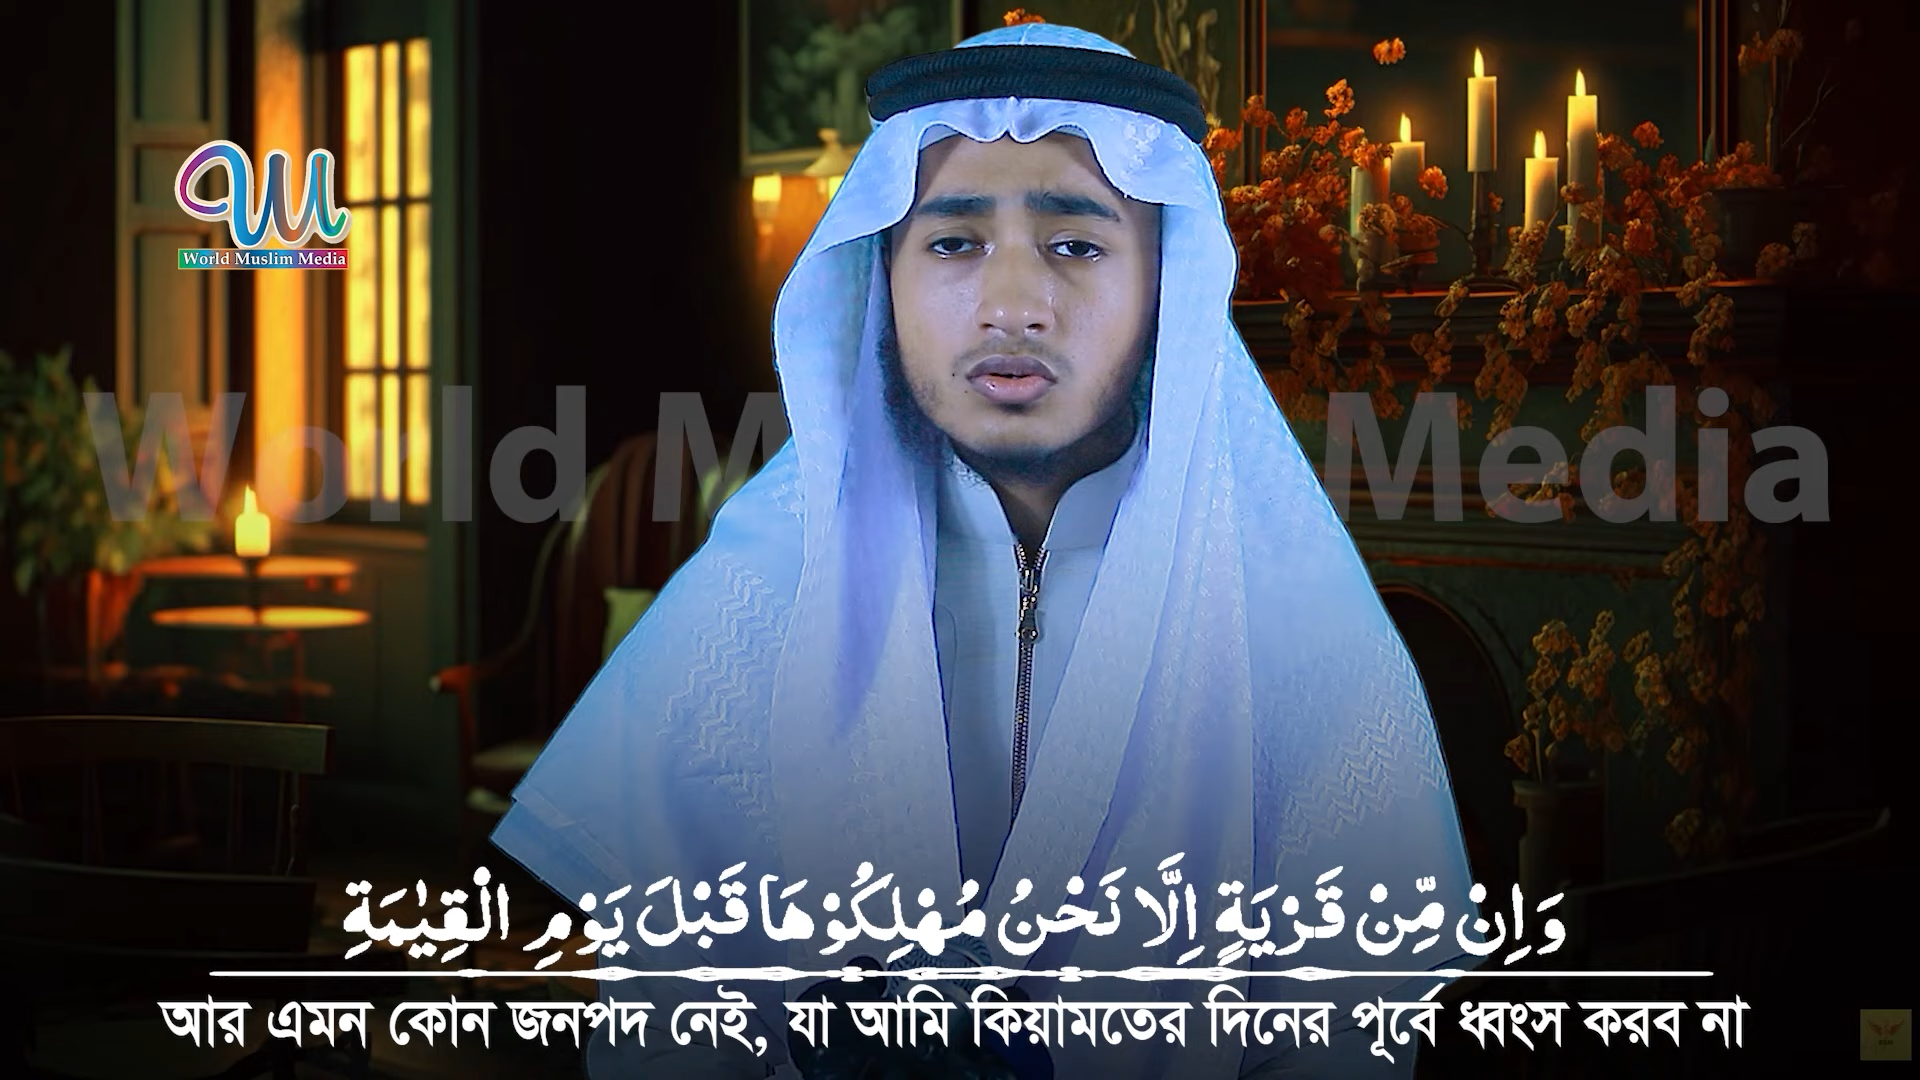 World Muslim Media
World M Media
وَاِنْ مِّنْ قَرْيَةٍ اِلَّا نَحْنُ مُهْلِكُوْهَا قَبْلَ يَوْمِ الْقِيٰمَةِ
আর এমন কোন জনপদ নেই, যা আমি কিয়ামতের দিনের পূর্বে ধ্বংস করব না